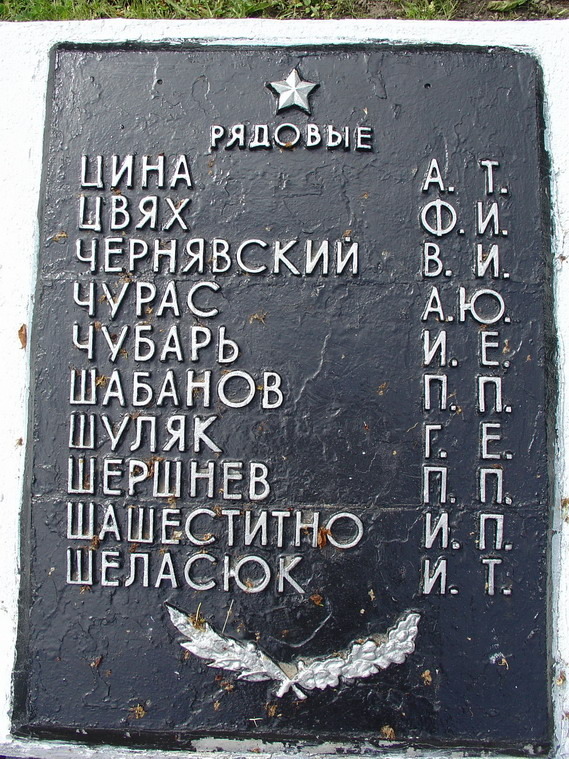 РЯДОВЫЕ
ЦИНА А. Т.
ЦВЯХ Ф. И.
ЧЕРНЯВСКИЙ В. И.
ЧУРАС А. Ю.
ЧУБАРЬ И. Е.
ШАБАНОВ П. П.
ШУЛЯК Г. Е.
ШЕРШНЕВ П. П.
ШАШЕСТИТНО И. П.
ШЕЛАСЮК И. Т.